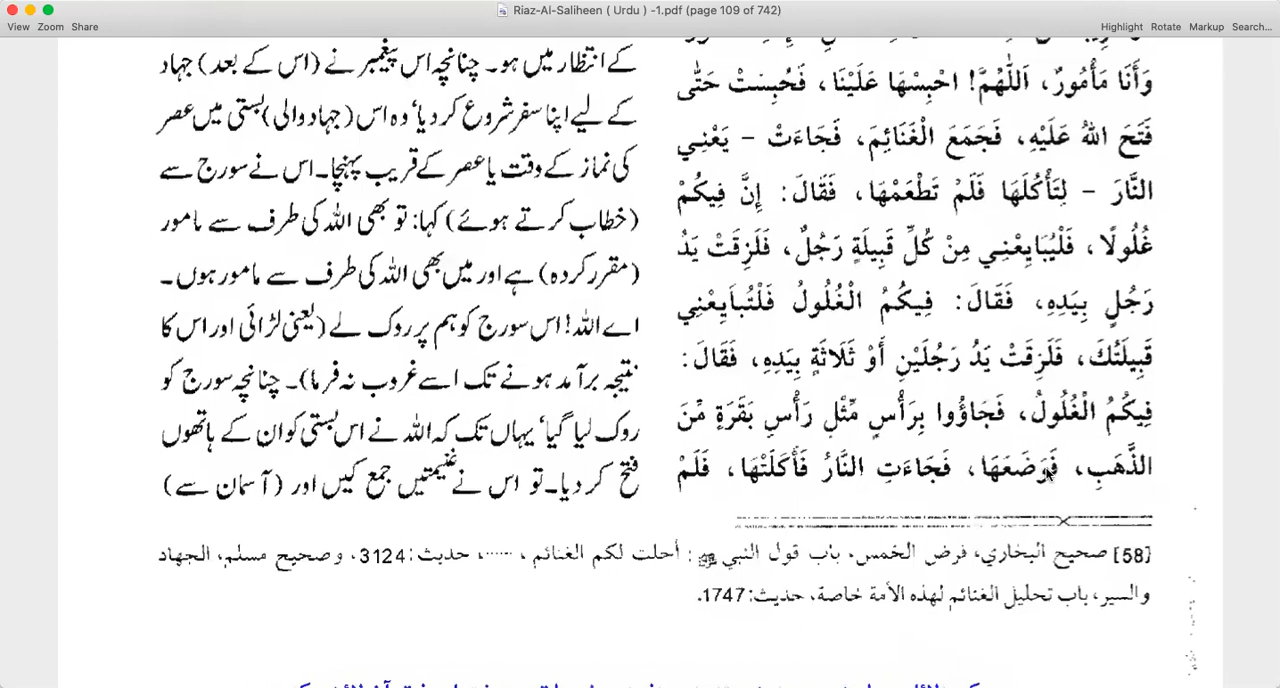 Riaz-Al-Saliheen ( Urdu ) -1.pdf (page 109 of 742)
View Zoom Share
Highlight Rotate Markup Search...
وَأَنَا مَأْمُورٌ، اَللّٰهُمَّ! احْبِسْهَا عَلَيْنَا، فَحُبِسَتْ حَتّٰى
فَتَحَ اللهُ عَلَيْهِ، فَجَمَعَ الْغَنَائِمَ، فَجَاءَتْ – يَعْنِي
النَّارَ – لِتَأْكُلَهَا فَلَمْ تَطْعَمْهَا، فَقَالَ: إِنَّ فِيكُمْ
غُلُولًا، فَلْيُبَايِعْنِي مِنْ كُلِّ قَبِيلَةٍ رَجُلٌ، فَلَزِقَتْ يَدُ
رَجُلٍ بِيَدِهِ، فَقَالَ: فِيكُمُ الْغُلُولُ فَلْتُبَايِعْنِي
قَبِيلَتُكَ، فَلَزِقَتْ يَدُ رَجُلَيْنِ أَوْ ثَلَاثَةٍ بِيَدِهِ، فَقَالَ:
فِيكُمُ الْغُلُولُ، فَجَاؤُوا بِرَأْسٍ مِّثْلِ رَأْسِ بَقَرَةٍ مِّنَ
الذَّهَبِ، فَوَضَعَهَا، فَجَاءَتِ النَّارُ فَأَكَلَتْهَا، فَلَمْ
کے انتظار میں ہو۔ چنانچہ اس پیغمبر نے (اس کے بعد) جہاد
کے لیے اپنا سفر شروع کر دیا، وہ اس (جہاد والی) بستی میں عصر
کی نماز کے وقت یا عصر کے قریب پہنچا۔ اس نے سورج سے
(خطاب کرتے ہوئے) کہا: تو بھی اللہ کی طرف سے مامور
(مقرر کردہ) ہے اور میں بھی اللہ کی طرف سے مامور ہوں۔
اے اللہ! اس سورج کو ہم پر روک لے (یعنی لڑائی اور اس کا
نتیجہ برآمد ہونے تک اسے غروب نہ فرما)۔ چنانچہ سورج کو
روک لیا گیا، یہاں تک کہ اللہ نے اس بستی کو ان کے ہاتھوں
فتح کر دیا۔ تو اس نے غنیمتیں جمع کیں اور (آسمان سے)
[58] صحيح البخاري، فرض الخمس، باب قول النبي ﷺ: أحلت لكم الغنائم ، ......، حديث: 3124، وصحيح مسلم، الجهاد
والسير، باب تحليل الغنائم لهذه الأمة خاصة، حديث: 1747.